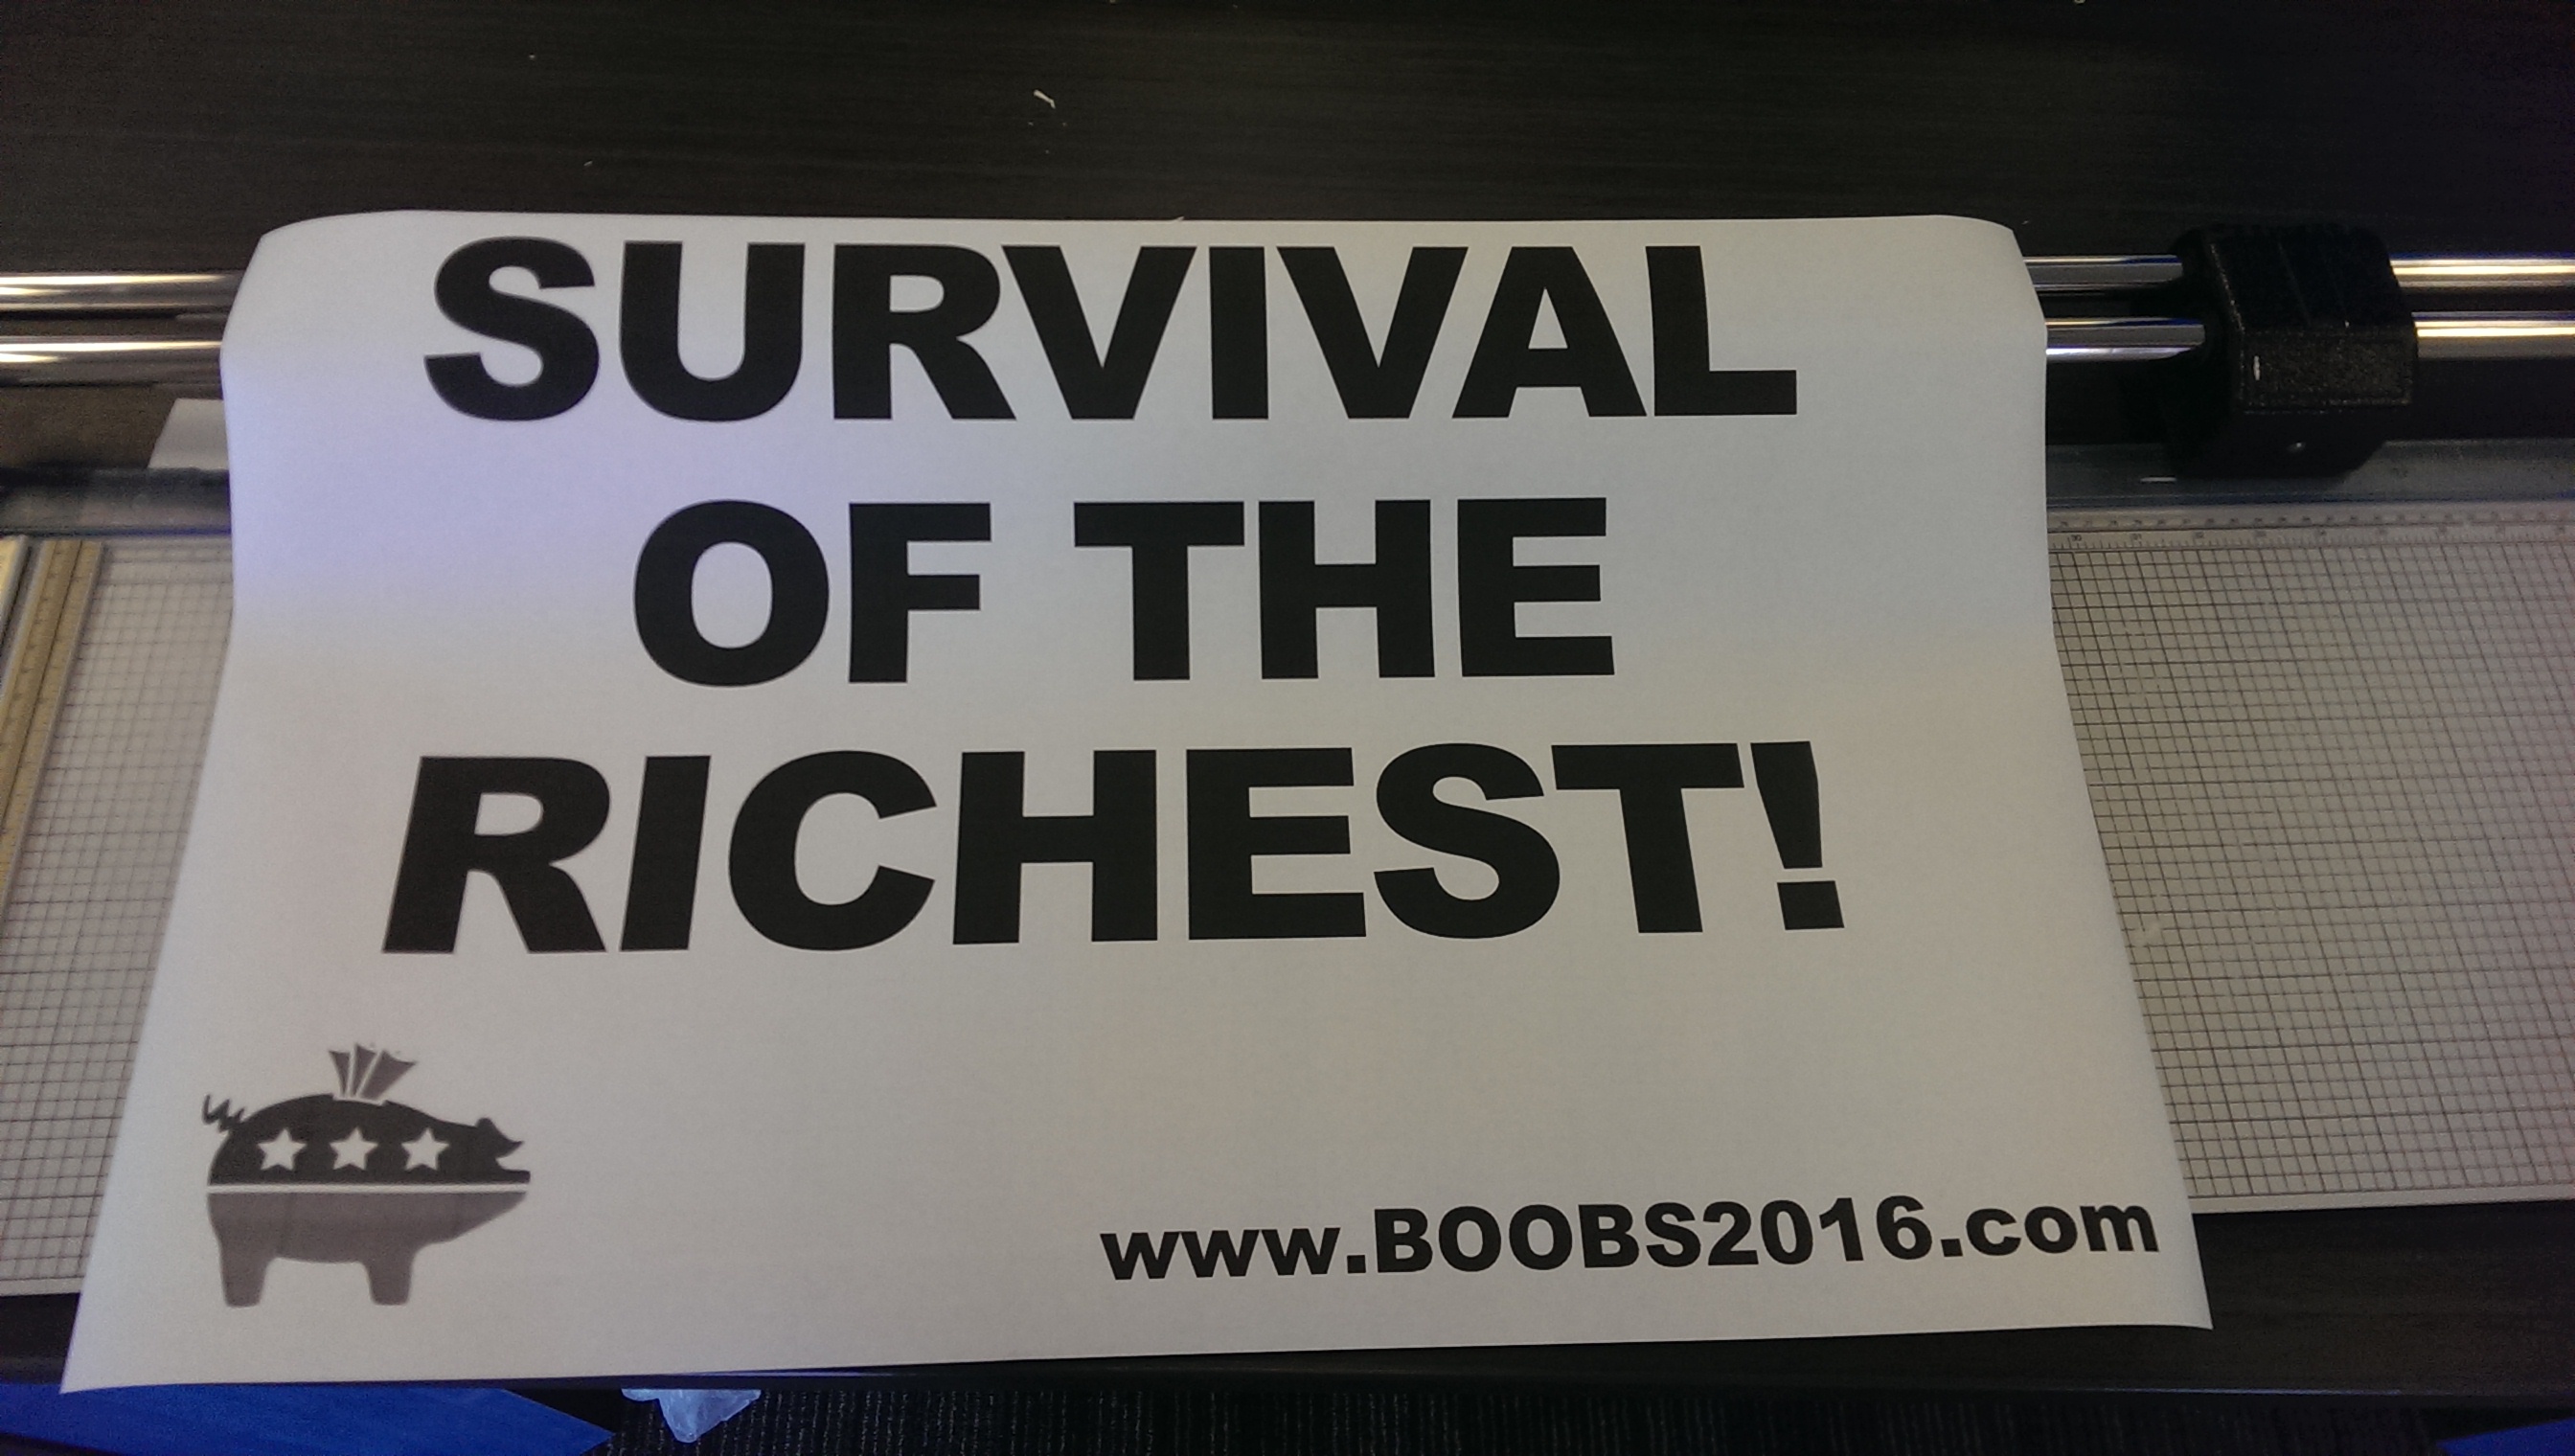 SURVIVAL
OF THE
RICHEST!
www.BOOBS2016.com